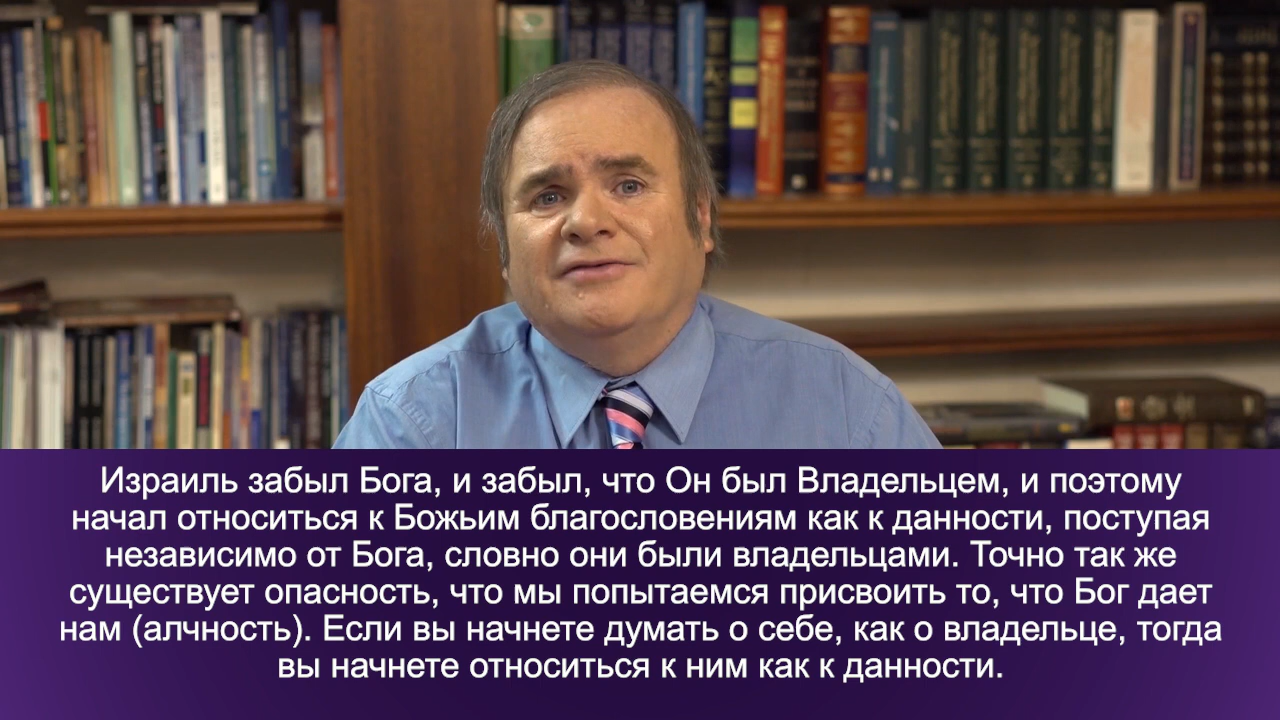 Израиль забыл Бога, и забыл, что Он был Владельцем, и поэтому
начал относиться к Божьим благословениям как к данности, поступая
независимо от Бога, словно они были владельцами. Точно так же
существует опасность, что мы попытаемся присвоить то, что Бог дает
нам (алчность). Если вы начнете думать о себе, как о владельце, тогда
вы начнете относиться к ним как к данности.